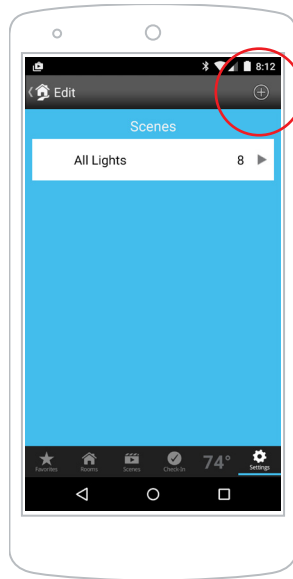 8:12
Edit
Scenes
All Lights 8
74°
Favorites Rooms Scenes Check-In Settings